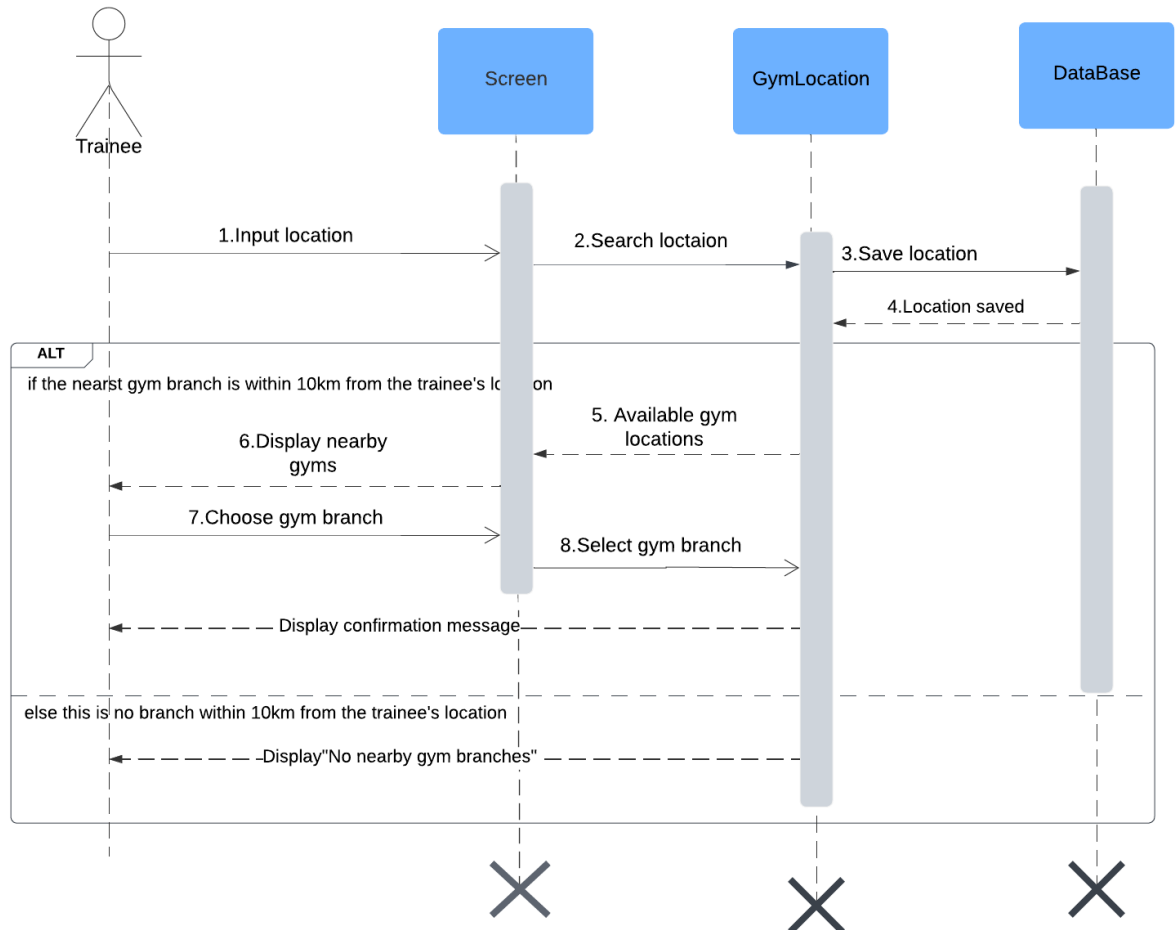 Screen
GymLocation
DataBase
Trainee
1.Input location
2.Search loctaion
3.Save location
4.Location saved
ALT
if the nearst gym branch is within 10km from the trainee's location
5. Available gym
locations
6.Display nearby
gyms
7.Choose gym branch
8.Select gym branch
Display confirmation message
else this is no branch within 10km from the trainee's location
Display"No nearby gym branches"